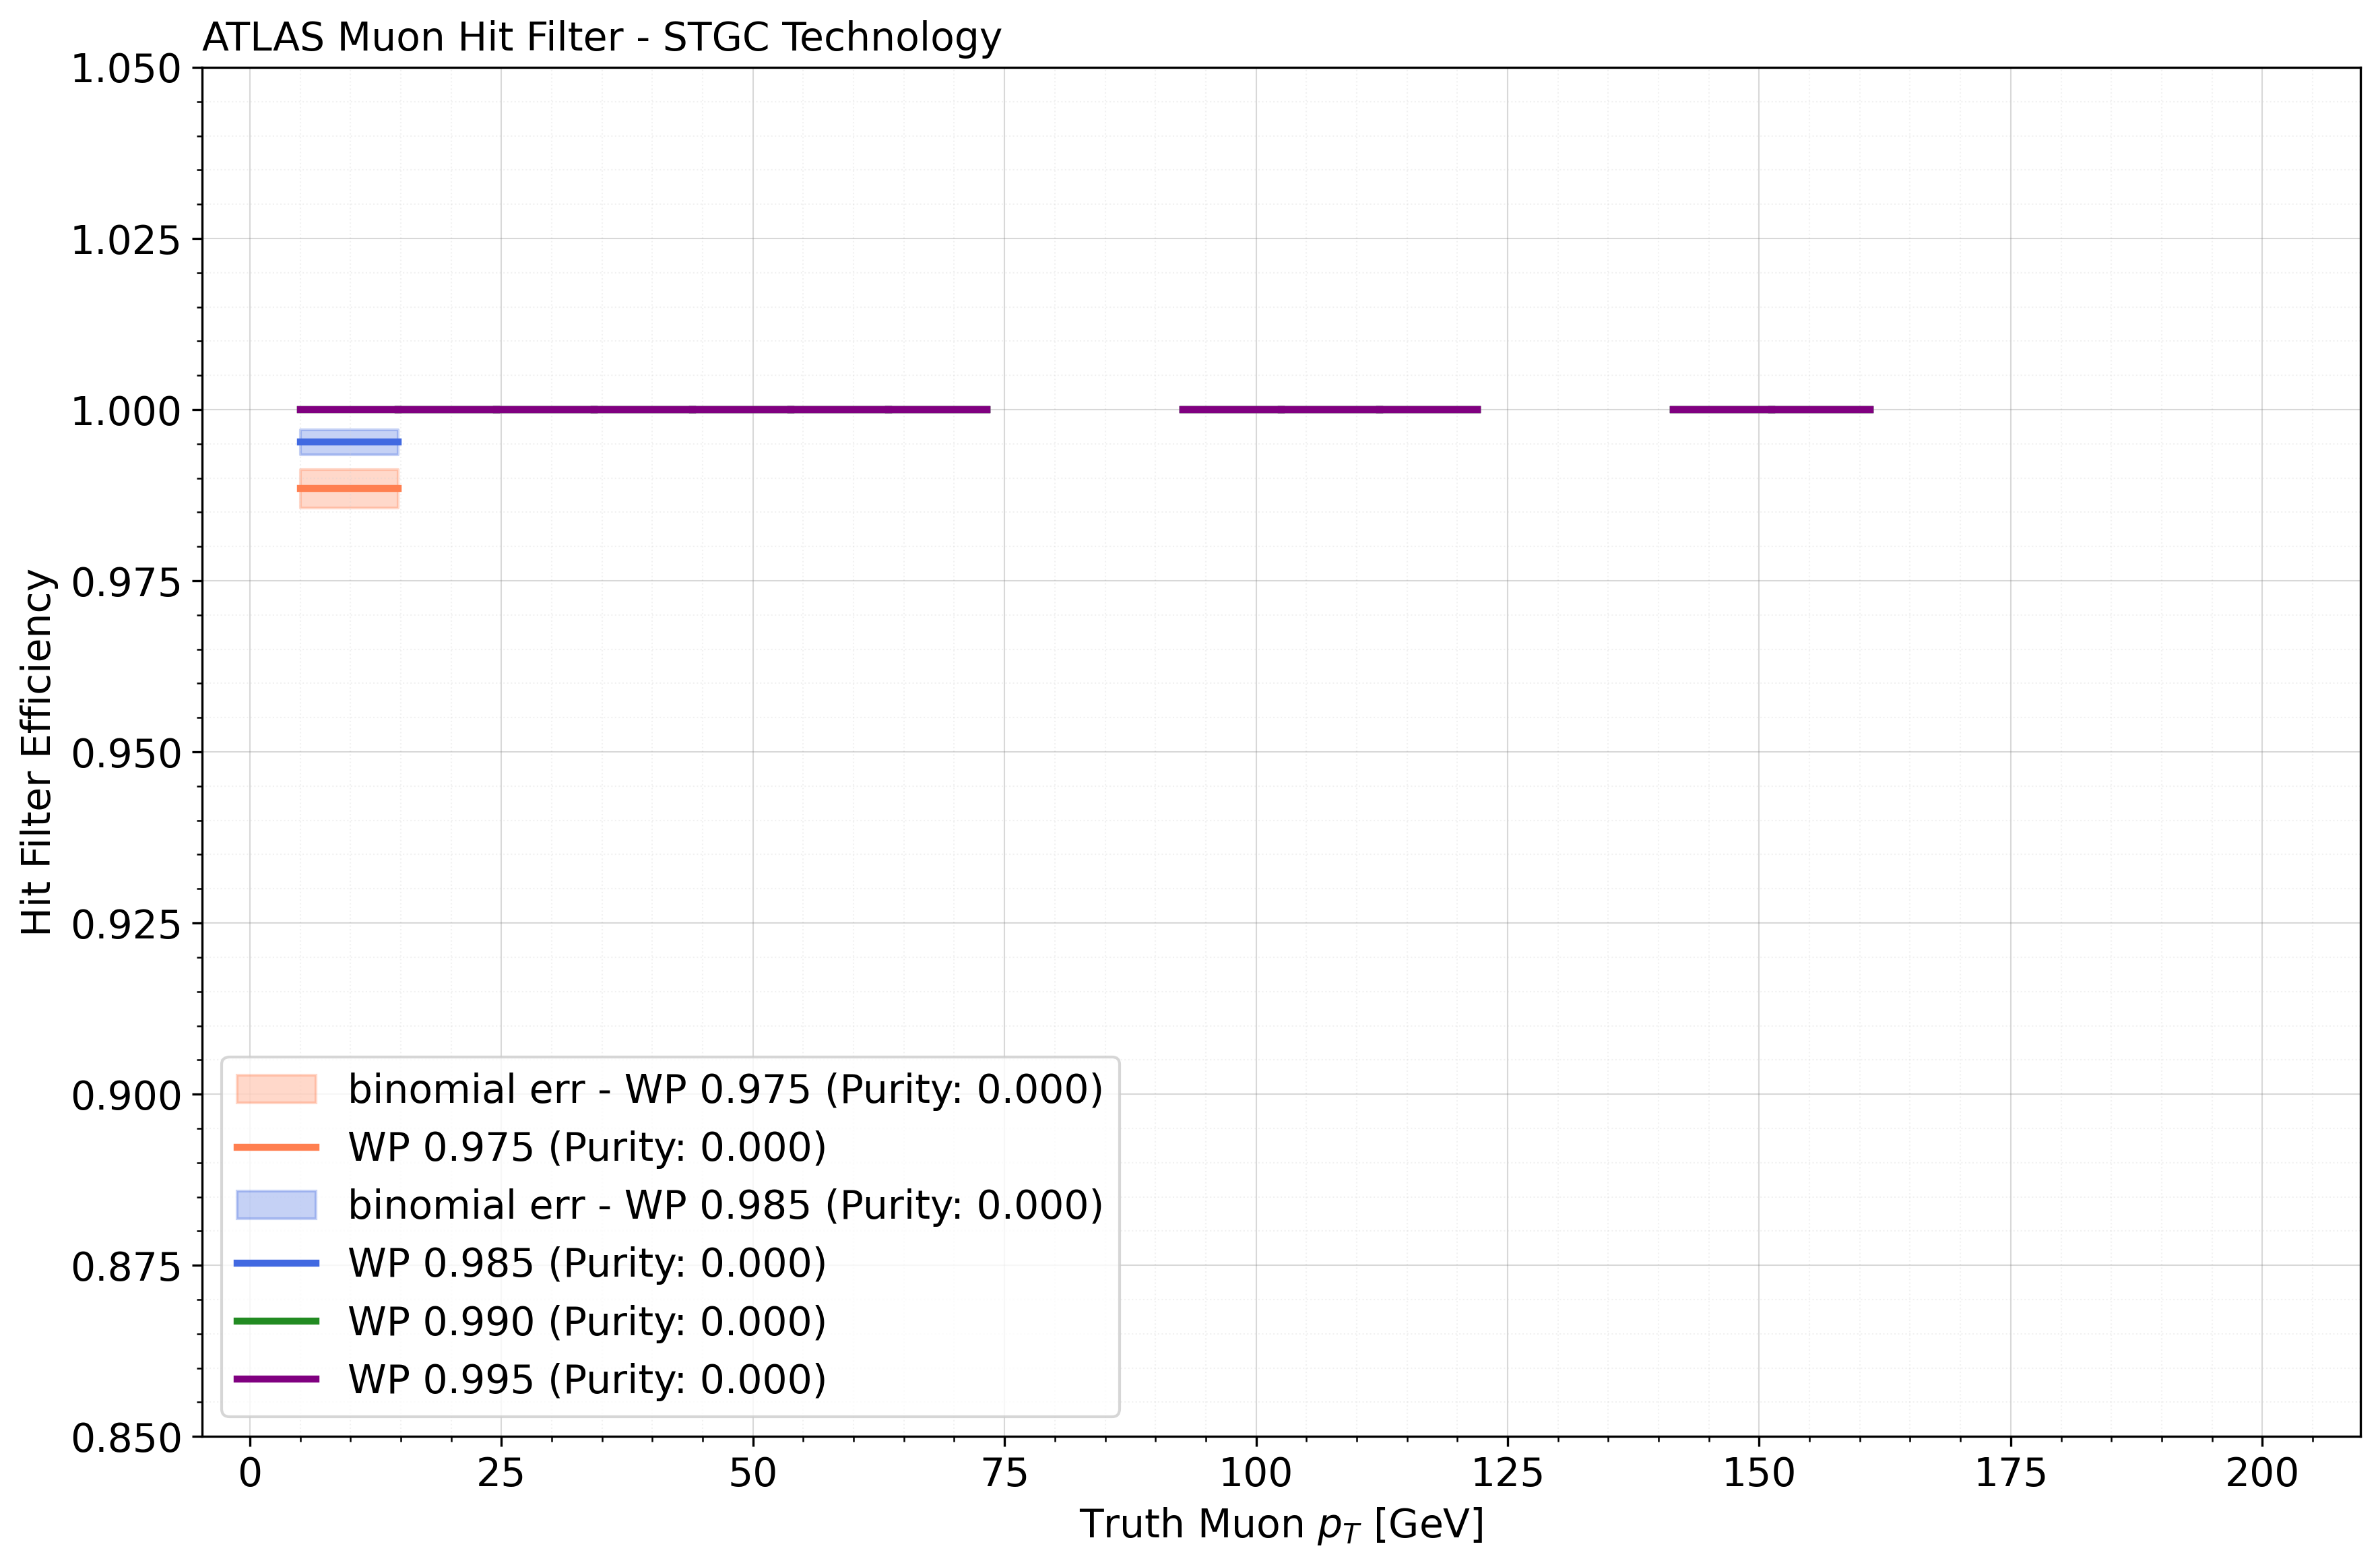 ATLAS Muon Hit Filter - STGC Technology
1.050
1.025
1.000
0.975
0.950
0.925
0.900
0.875
0.850
Hit Filter Efficiency
binomial err - WP 0.975 (Purity: 0.000)
WP 0.975 (Purity: 0.000)
binomial err - WP 0.985 (Purity: 0.000)
WP 0.985 (Purity: 0.000)
WP 0.990 (Purity: 0.000)
WP 0.995 (Purity: 0.000)
0 25 50 75 100 125 150 175 200
Truth Muon p_T [GeV]